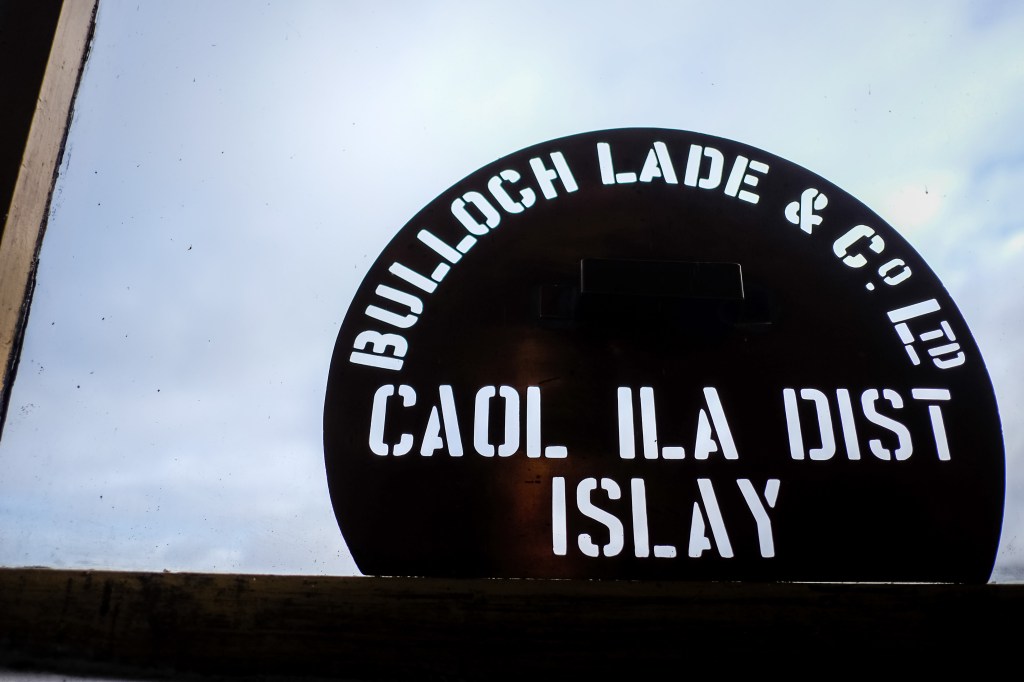 BULLOCH LADE & Co. LTD
CAOL ILA DIST
ISLAY